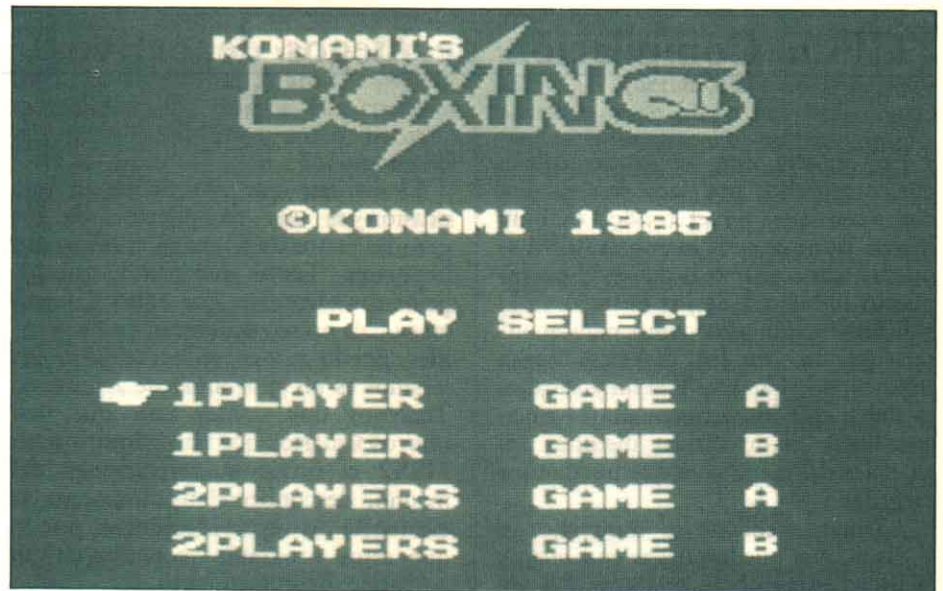 KONAMI'S
BOXING
©KONAMI 1985
PLAY SELECT
1PLAYER GAME A
1PLAYER GAME B
2PLAYERS GAME A
2PLAYERS GAME B